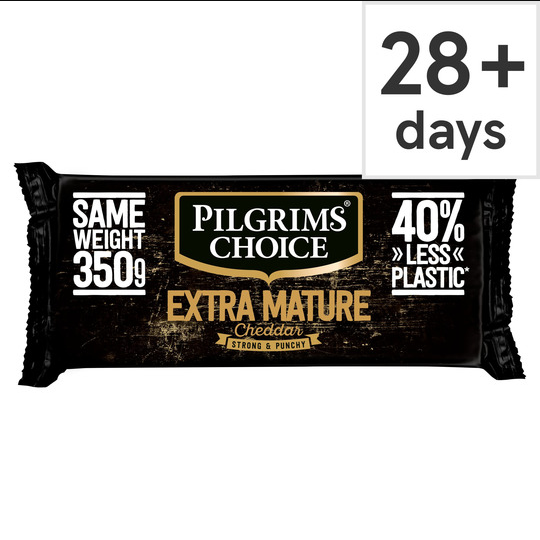 28+
days
SAME
WEIGHT
350g
PILGRIMS®
CHOICE
40%
»LESS«
PLASTIC*
EXTRA MATURE
Cheddar
STRONG & PUNCHY